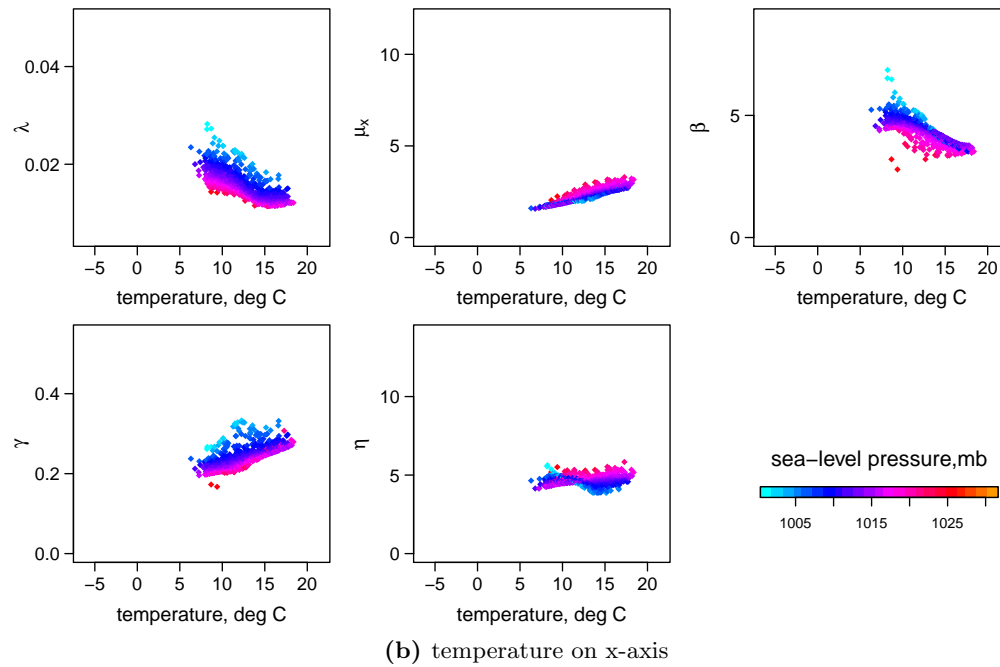 λ
0.04
0.02
−5 0 5 10 15 20
temperature, deg C
μx
10
5
0
−5 0 5 10 15 20
temperature, deg C
β
5
0
−5 0 5 10 15 20
temperature, deg C
γ
0.4
0.2
0.0
−5 0 5 10 15 20
temperature, deg C
η
10
5
0
−5 0 5 10 15 20
temperature, deg C
sea−level pressure,mb
1005 1015 1025
(b) temperature on x-axis